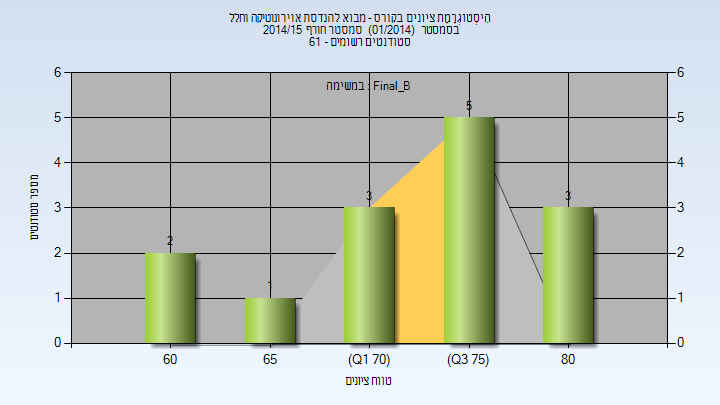 היסטוגרמת ציונים בקורס - מבוא להנדסת אוירונוטיקה וחלל
בסמסטר (01/2014) סמסטר חורף 2014/15
סטודנטים רשומים - 61
במשימה : Final_B
6 6
5 5 5
4 4
3 3 3 3
2 2 2
1 1 1
0 0
60 65 (Q1 70) (Q3 75) 80
מספר סטודנטים
טווח ציונים